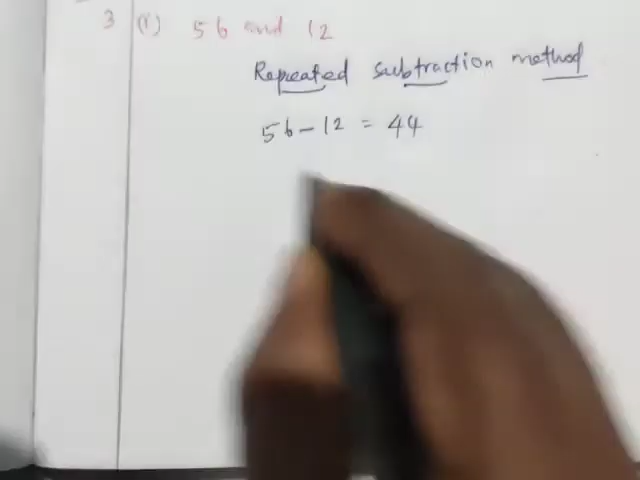 3 (i) 56 and 12
Repeated subtraction method
56 - 12 = 44